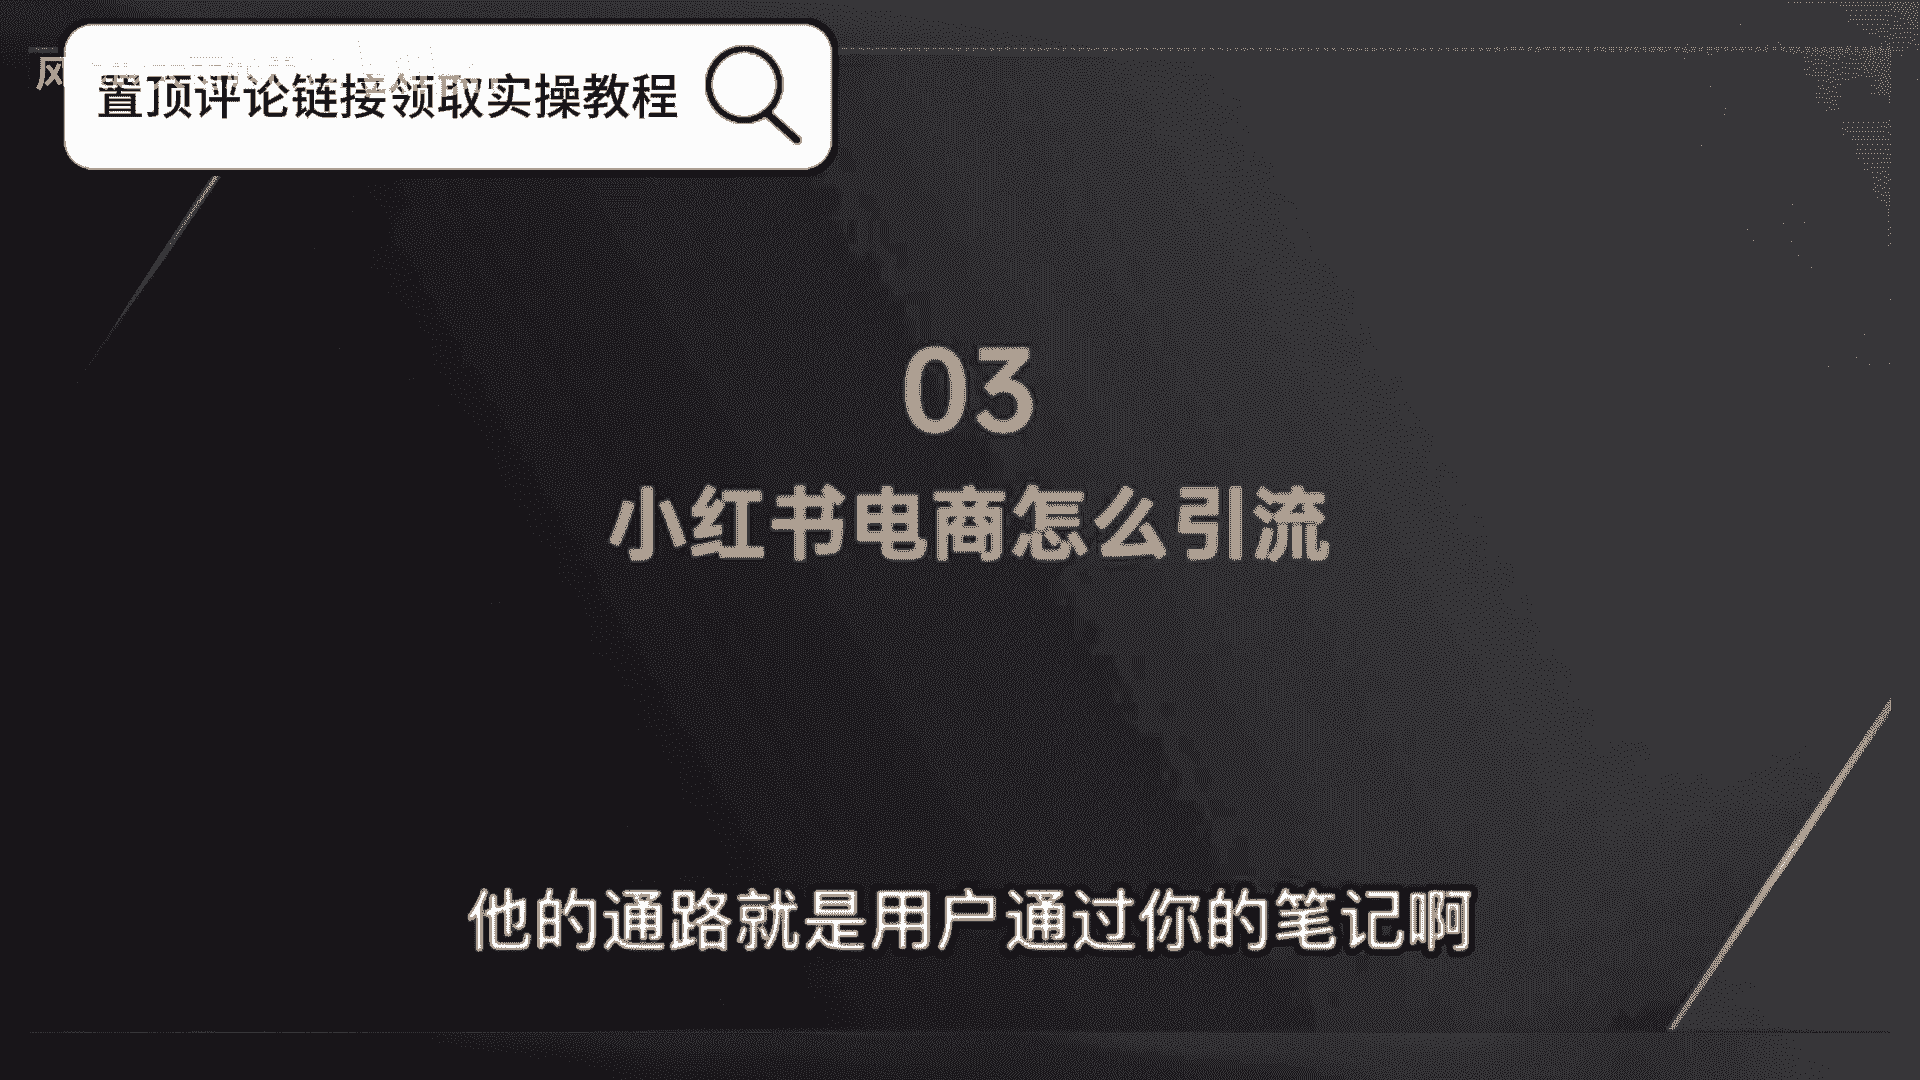 置顶评论链接领取实操教程
03
小红书电商怎么引流
他的通路就是用户通过你的笔记啊